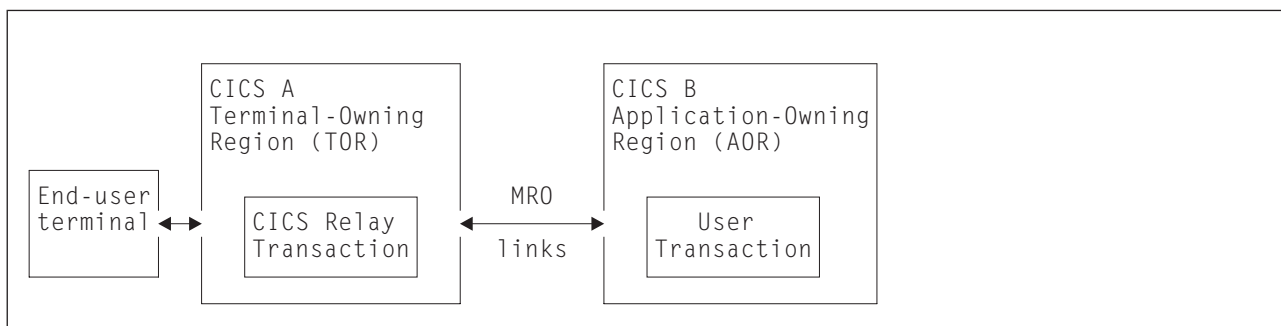 CICS A
Terminal-Owning
Region (TOR)
CICS B
Application-Owning
Region (AOR)
End-user
terminal
CICS Relay
Transaction
MRO
links
User
Transaction